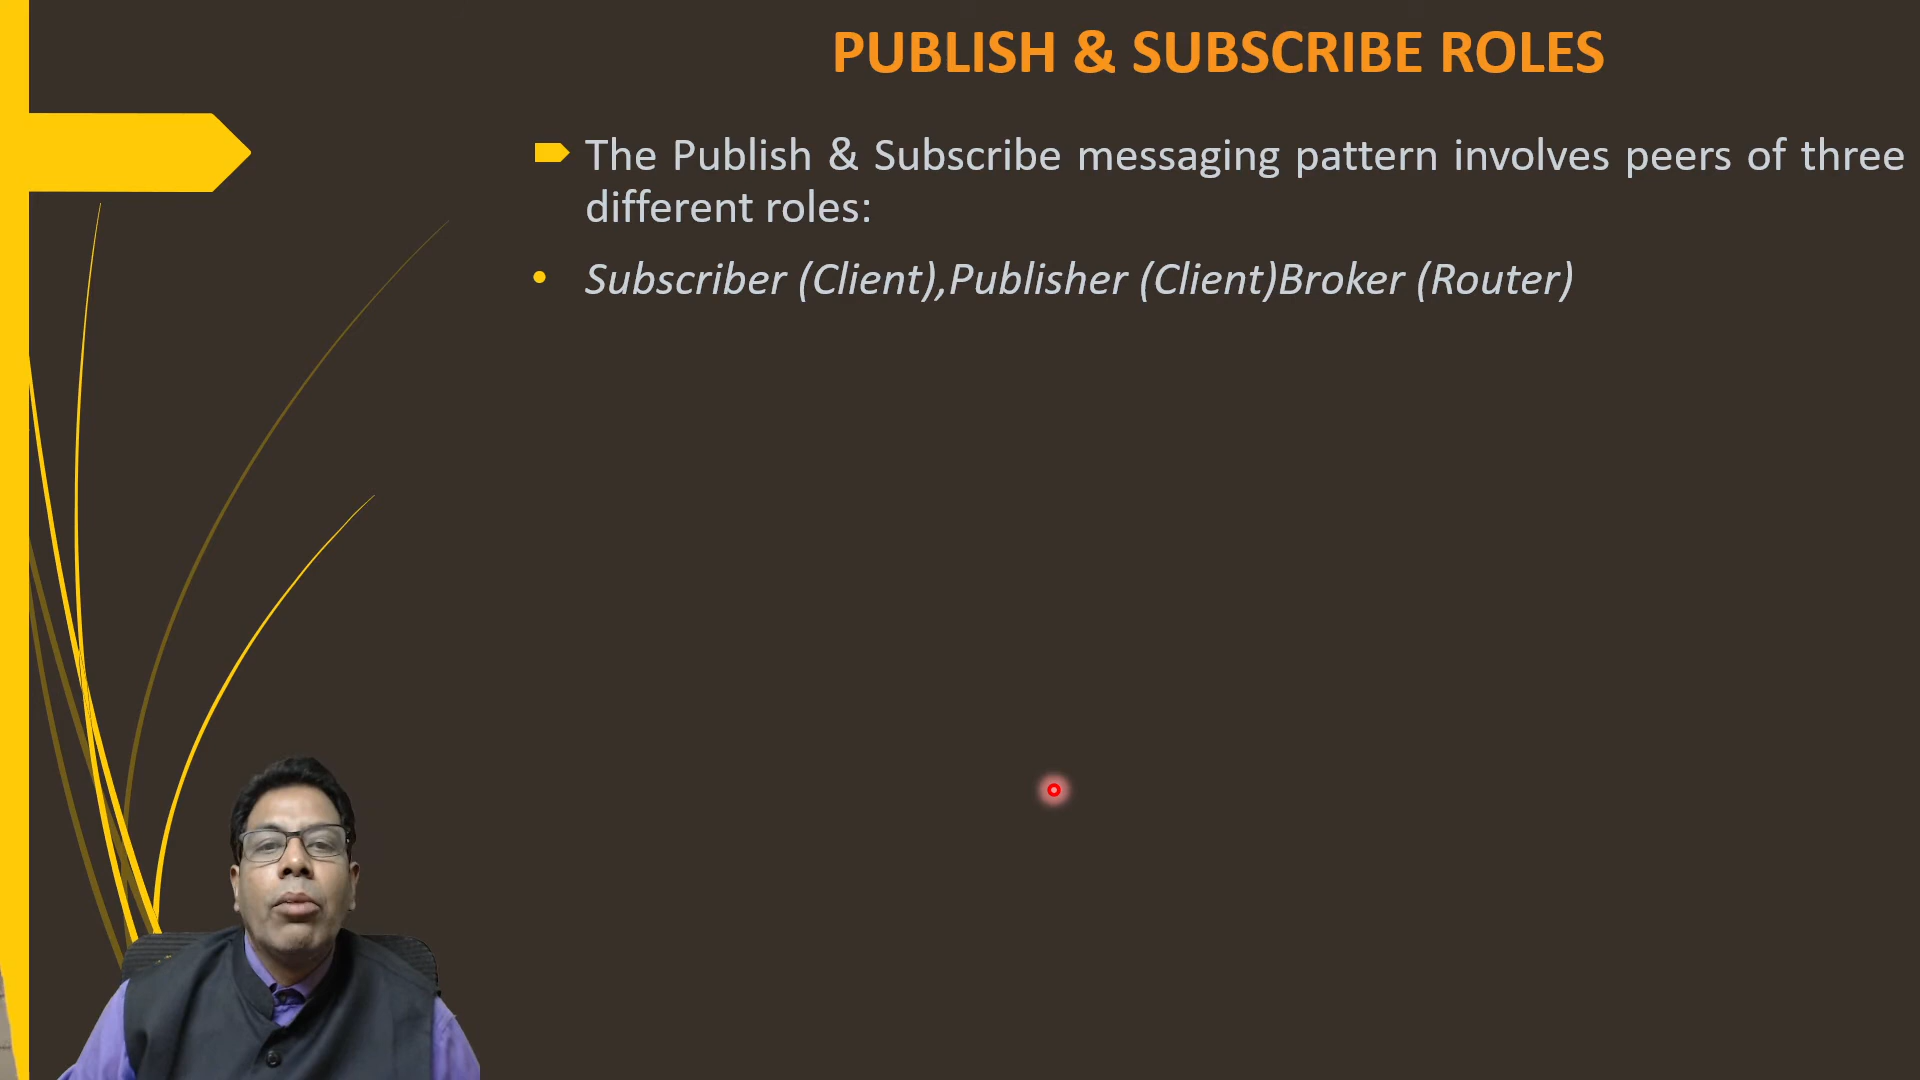 PUBLISH & SUBSCRIBE ROLES
The Publish & Subscribe messaging pattern involves peers of three
different roles:
• Subscriber (Client),Publisher (Client)Broker (Router)